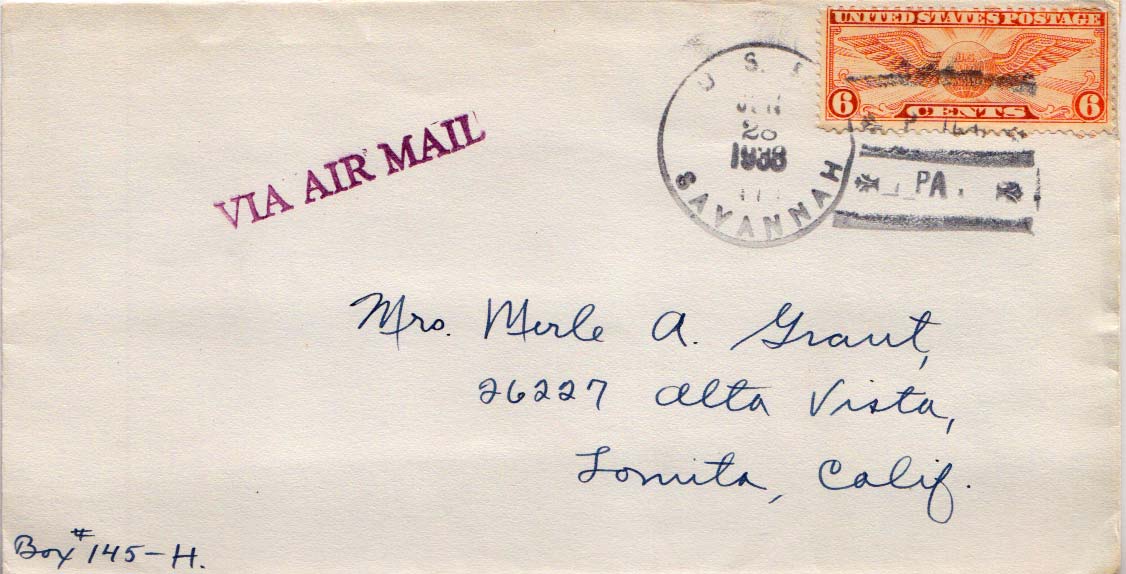 UNITED STATES POSTAGE
U.S.
6 CENTS 6
U. S.
28
1938
SAVANNAH
PA.
VIA AIR MAIL
Mrs. Merle A. Grant,
26227 Alta Vista,
Lomita, Calif.
Box #145-H.